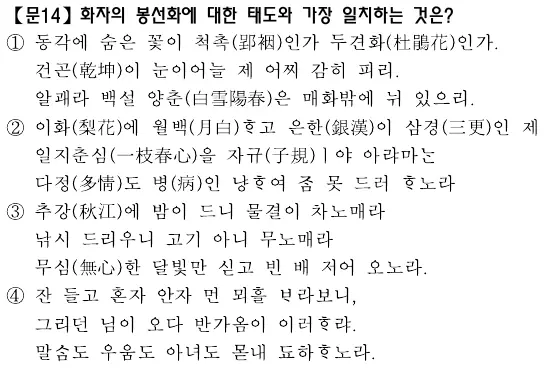 【문14】 화자의 봉선화에 대한 태도와 가장 일치하는 것은?
① 동각에 숨은 꽃이 척촉(郢裀)인가 두견화(杜鵑花)인가.
건곤(乾坤)이 눈이어늘 제 어찌 감히 피리.
알괘라 백설 양춘(白雪陽春)은 매화밖에 뉘 있으리.
② 이화(梨花)에 월백(月白)ᄒᆞ고 은한(銀漢)이 삼경(三更)인 제
일지춘심(一枝春心)을 자규(子規)ㅣ야 아랴마ᄂᆞᆫ
다정(多情)도 병(病)인 냥ᄒᆞ여 ᄌᆞᆷ 못 드러 ᄒᆞ노라
③ 추강(秋江)에 밤이 드니 물결이 차노매라
낚시 드리우니 고기 아니 무노매라
무심(無心)한 달빛만 싣고 빈 배 저어 오노라.
④ 잔 들고 혼자 안자 먼 뫼흘 ᄇᆞ라보니,
그리던 님이 오다 반가옴이 이러ᄒᆞ랴.
말ᄉᆞᆷ도 우움도 아녀도 몯내 됴하ᄒᆞ노라.